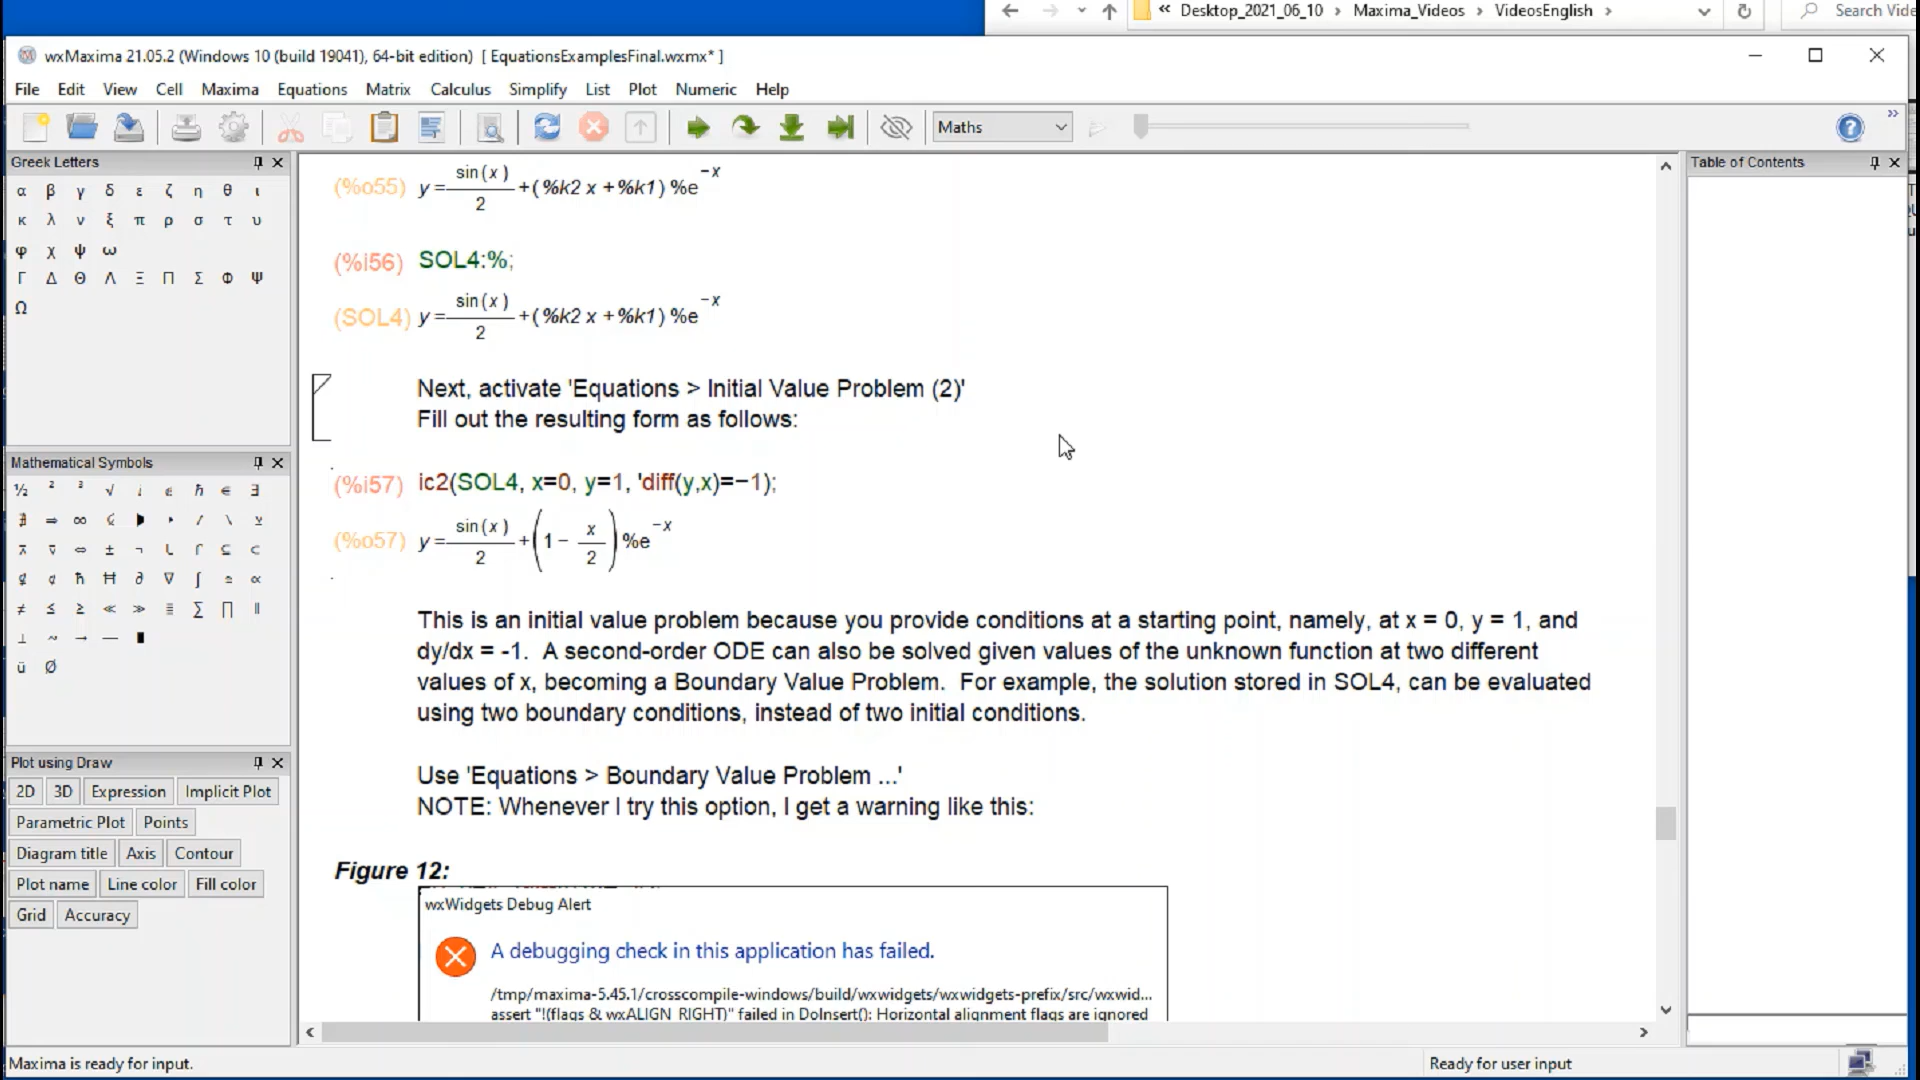 « Desktop_2021_06_10 > Maxima_Videos > VideosEnglish >
Search Vide
wxMaxima 21.05.2 (Windows 10 (build 19041), 64-bit edition) [ EquationsExamplesFinal.wxmx* ]
File Edit View Cell Maxima Equations Matrix Calculus Simplify List Plot Numeric Help
Maths
Greek Letters
α β γ δ ε ζ η θ ι
κ λ ν ξ π ρ σ τ υ
φ χ ψ ω
Γ Δ Θ Λ Ξ Π Σ Φ Ψ
Ω
Mathematical Symbols
Plot using Draw
2D 3D Expression Implicit Plot
Parametric Plot Points
Diagram title Axis Contour
Plot name Line color Fill color
Grid Accuracy
(%o55) y = sin(x)/2 + (%k2 x + %k1) %e^-x
(%i56) SOL4:%;
(SOL4) y = sin(x)/2 + (%k2 x + %k1) %e^-x
Next, activate 'Equations > Initial Value Problem (2)'
Fill out the resulting form as follows:
(%i57) ic2(SOL4, x=0, y=1, 'diff(y,x)=−1);
(%o57) y = sin(x)/2 + (1 − x/2) %e^-x
This is an initial value problem because you provide conditions at a starting point, namely, at x = 0, y = 1, and
dy/dx = -1. A second-order ODE can also be solved given values of the unknown function at two different
values of x, becoming a Boundary Value Problem. For example, the solution stored in SOL4, can be evaluated
using two boundary conditions, instead of two initial conditions.
Use 'Equations > Boundary Value Problem ...'
NOTE: Whenever I try this option, I get a warning like this:
Figure 12:
wxWidgets Debug Alert
A debugging check in this application has failed.
/tmp/maxima-5.45.1/crosscompile-windows/build/wxwidgets/wxwidgets-prefix/src/wxwid...
assert "!(flags & wxALIGN_RIGHT)" failed in DoInsert(): Horizontal alignment flags are ignored
Table of Contents
Maxima is ready for input.
Ready for user input